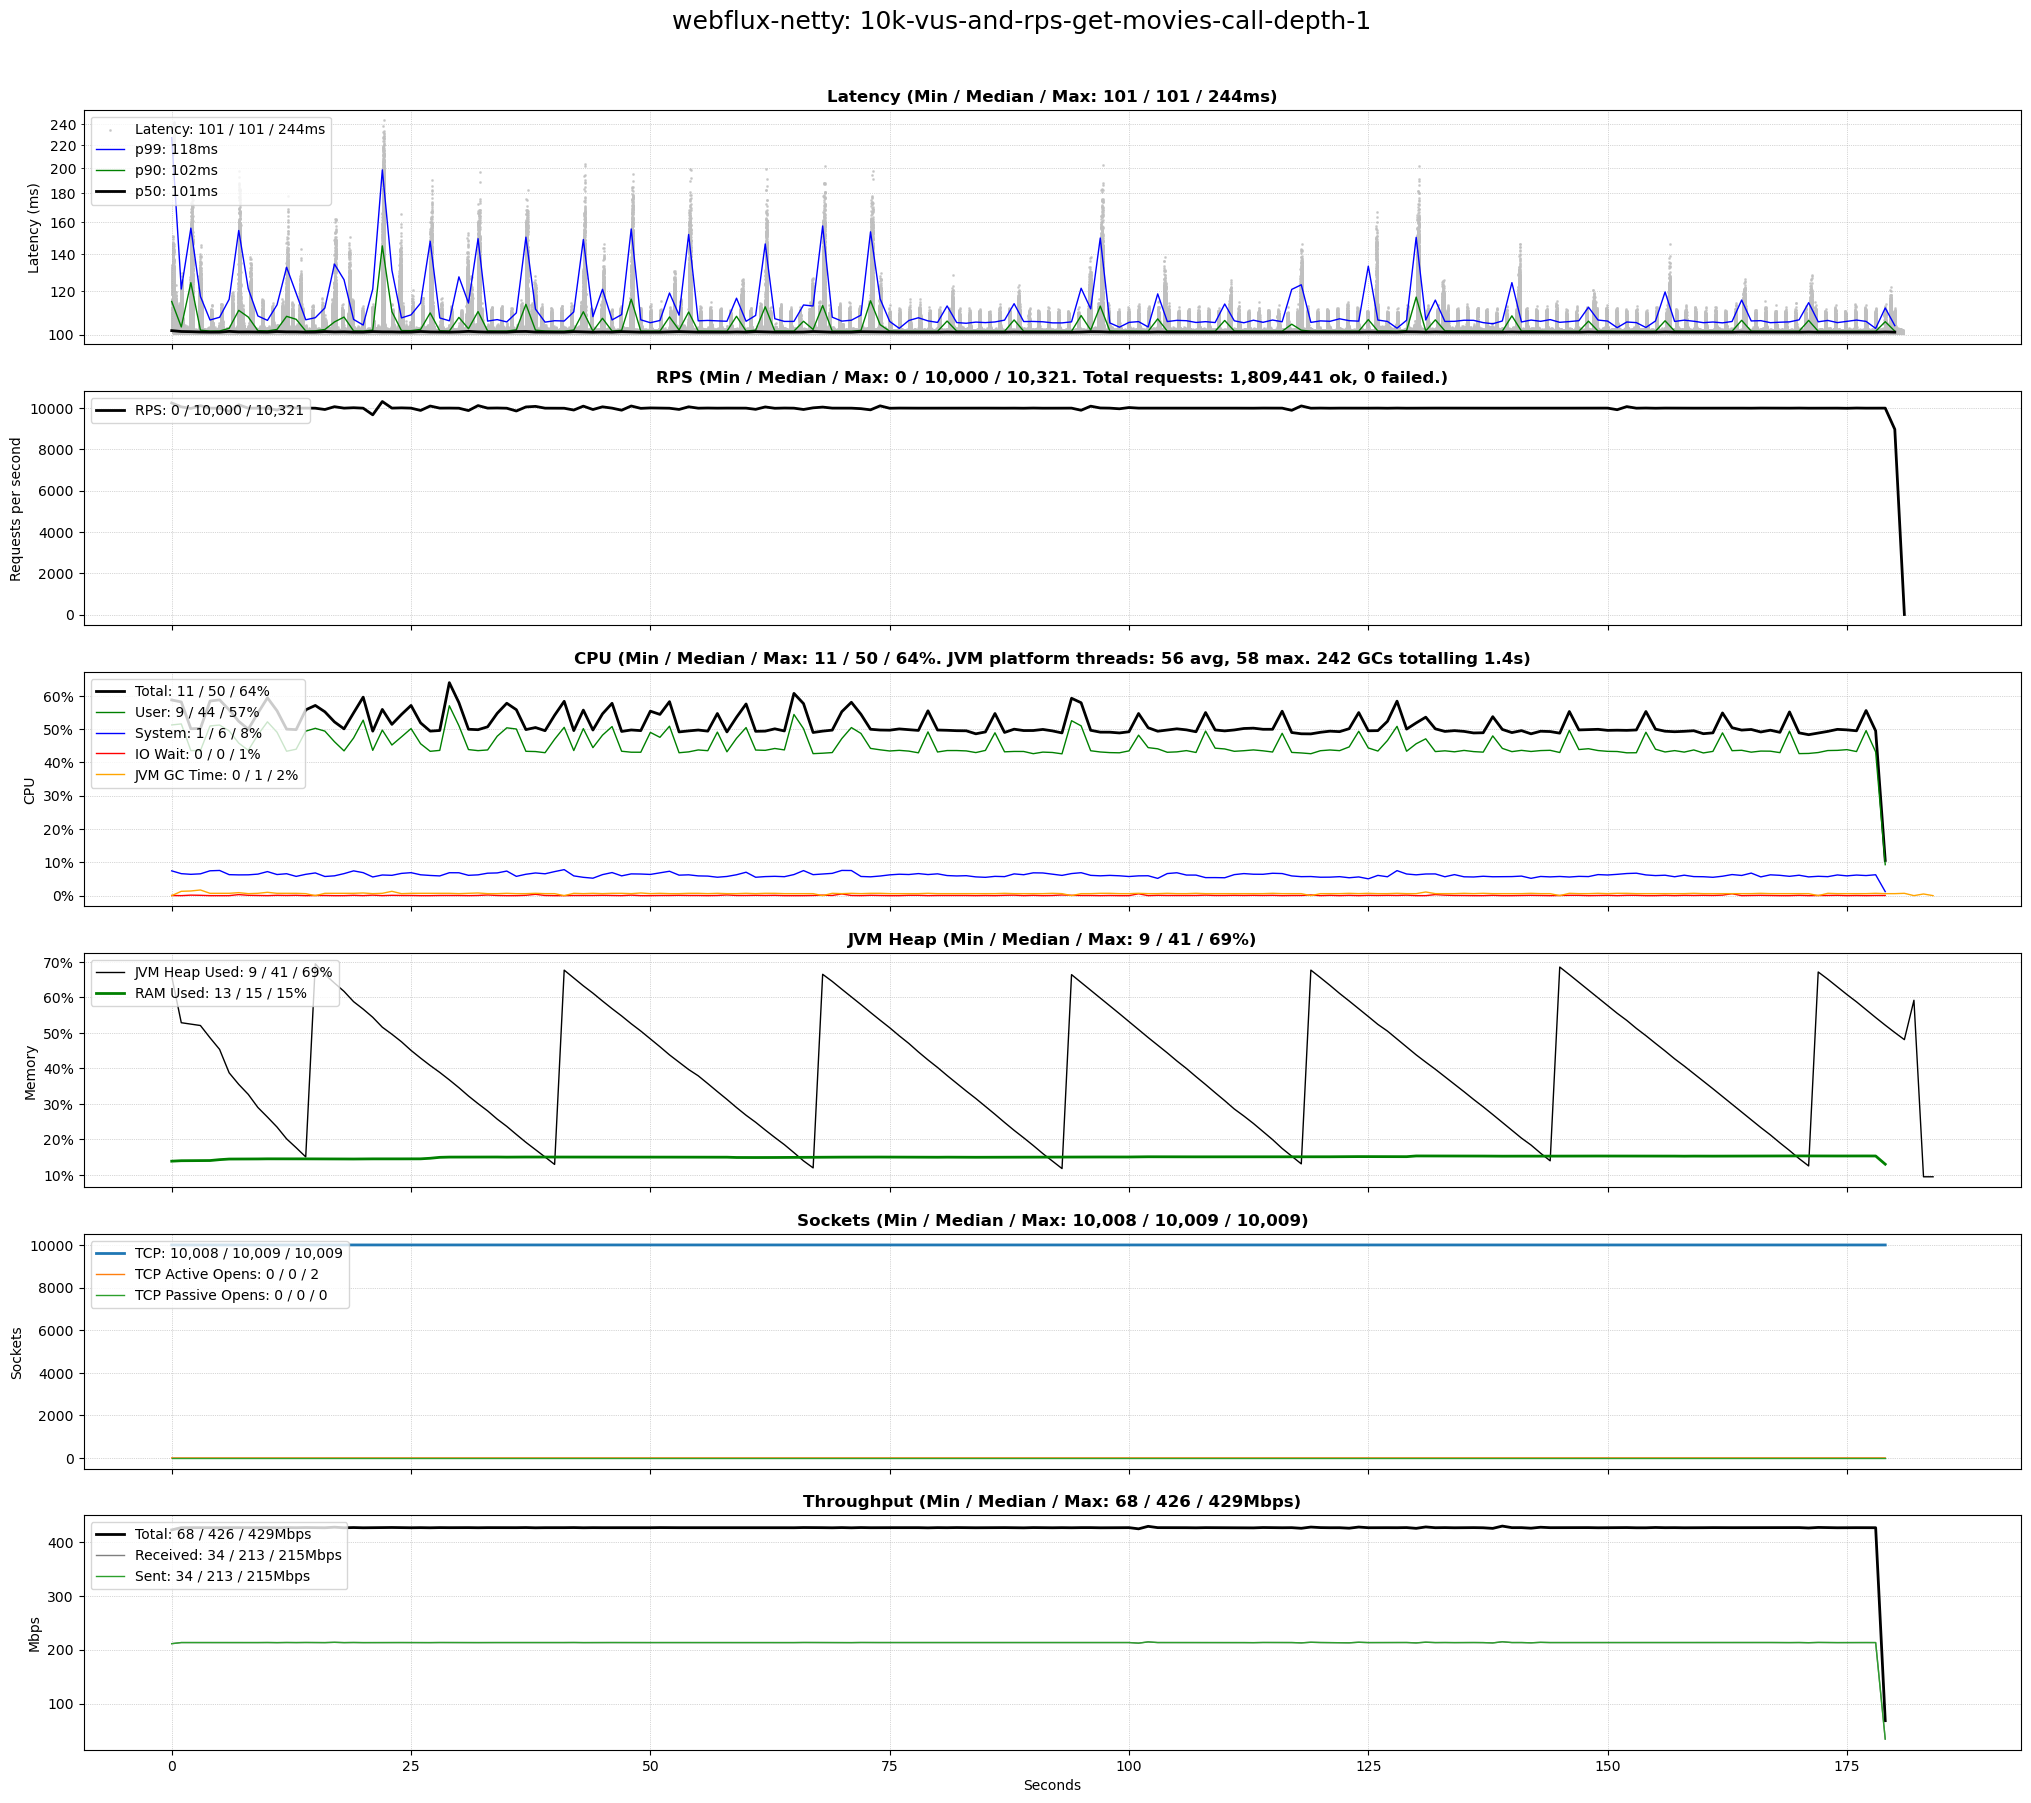 webflux-netty: 10k-vus-and-rps-get-movies-call-depth-1
Latency (Min / Median / Max: 101 / 101 / 244ms)
Latency (ms)
240
220
200
180
160
140
120
100
Latency: 101 / 101 / 244ms
p99: 118ms
p90: 102ms
p50: 101ms
RPS (Min / Median / Max: 0 / 10,000 / 10,321. Total requests: 1,809,441 ok, 0 failed.)
Requests per second
10000
8000
6000
4000
2000
0
RPS: 0 / 10,000 / 10,321
CPU (Min / Median / Max: 11 / 50 / 64%. JVM platform threads: 56 avg, 58 max. 242 GCs totalling 1.4s)
CPU
60%
50%
40%
30%
20%
10%
0%
Total: 11 / 50 / 64%
User: 9 / 44 / 57%
System: 1 / 6 / 8%
IO Wait: 0 / 0 / 1%
JVM GC Time: 0 / 1 / 2%
JVM Heap (Min / Median / Max: 9 / 41 / 69%)
Memory
70%
60%
50%
40%
30%
20%
10%
JVM Heap Used: 9 / 41 / 69%
RAM Used: 13 / 15 / 15%
Sockets (Min / Median / Max: 10,008 / 10,009 / 10,009)
Sockets
10000
8000
6000
4000
2000
0
TCP: 10,008 / 10,009 / 10,009
TCP Active Opens: 0 / 0 / 2
TCP Passive Opens: 0 / 0 / 0
Throughput (Min / Median / Max: 68 / 426 / 429Mbps)
Mbps
400
300
200
100
Total: 68 / 426 / 429Mbps
Received: 34 / 213 / 215Mbps
Sent: 34 / 213 / 215Mbps
0 25 50 75 100 125 150 175
Seconds